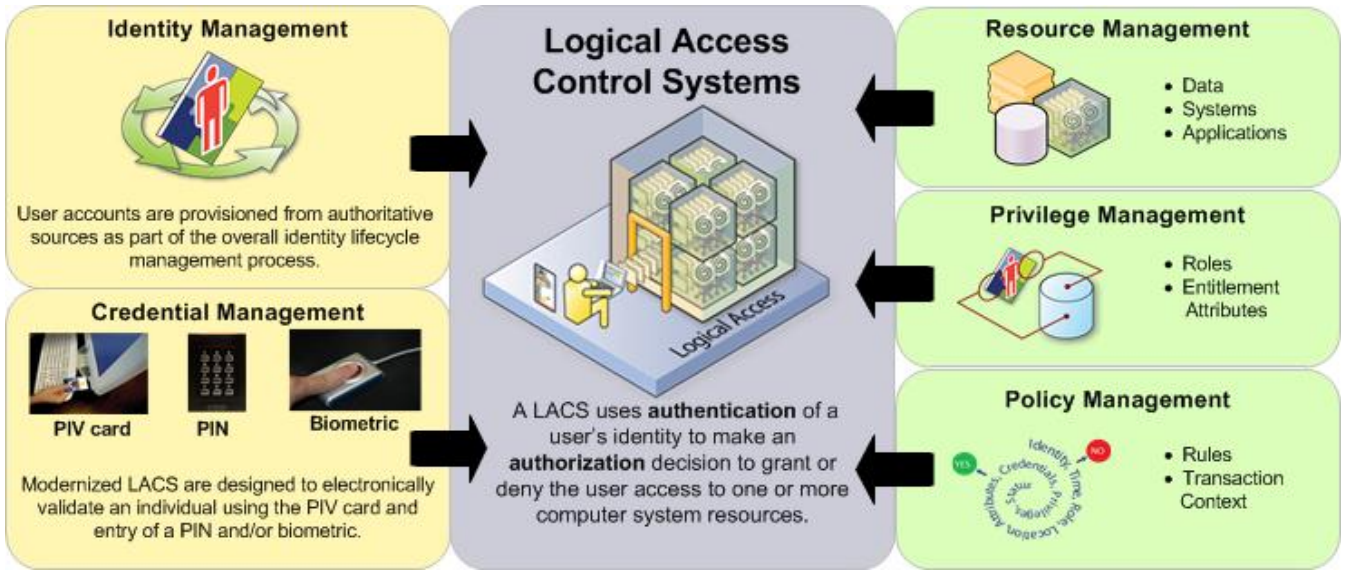 Identity Management
User accounts are provisioned from authoritative
sources as part of the overall identity lifecycle
management process.
Credential Management
PIV card
PIN
Biometric
Modernized LACS are designed to electronically
validate an individual using the PIV card and
entry of a PIN and/or biometric.
Logical Access
Control Systems
Logical Access
A LACS uses authentication of a
user's identity to make an
authorization decision to grant or
deny the user access to one or more
computer system resources.
Resource Management
• Data
• Systems
• Applications
Privilege Management
• Roles
• Entitlement
Attributes
Policy Management
YES
NO
Identity, Time, Role, Location, Attributes, Credentials, Privileges, Status
• Rules
• Transaction
Context